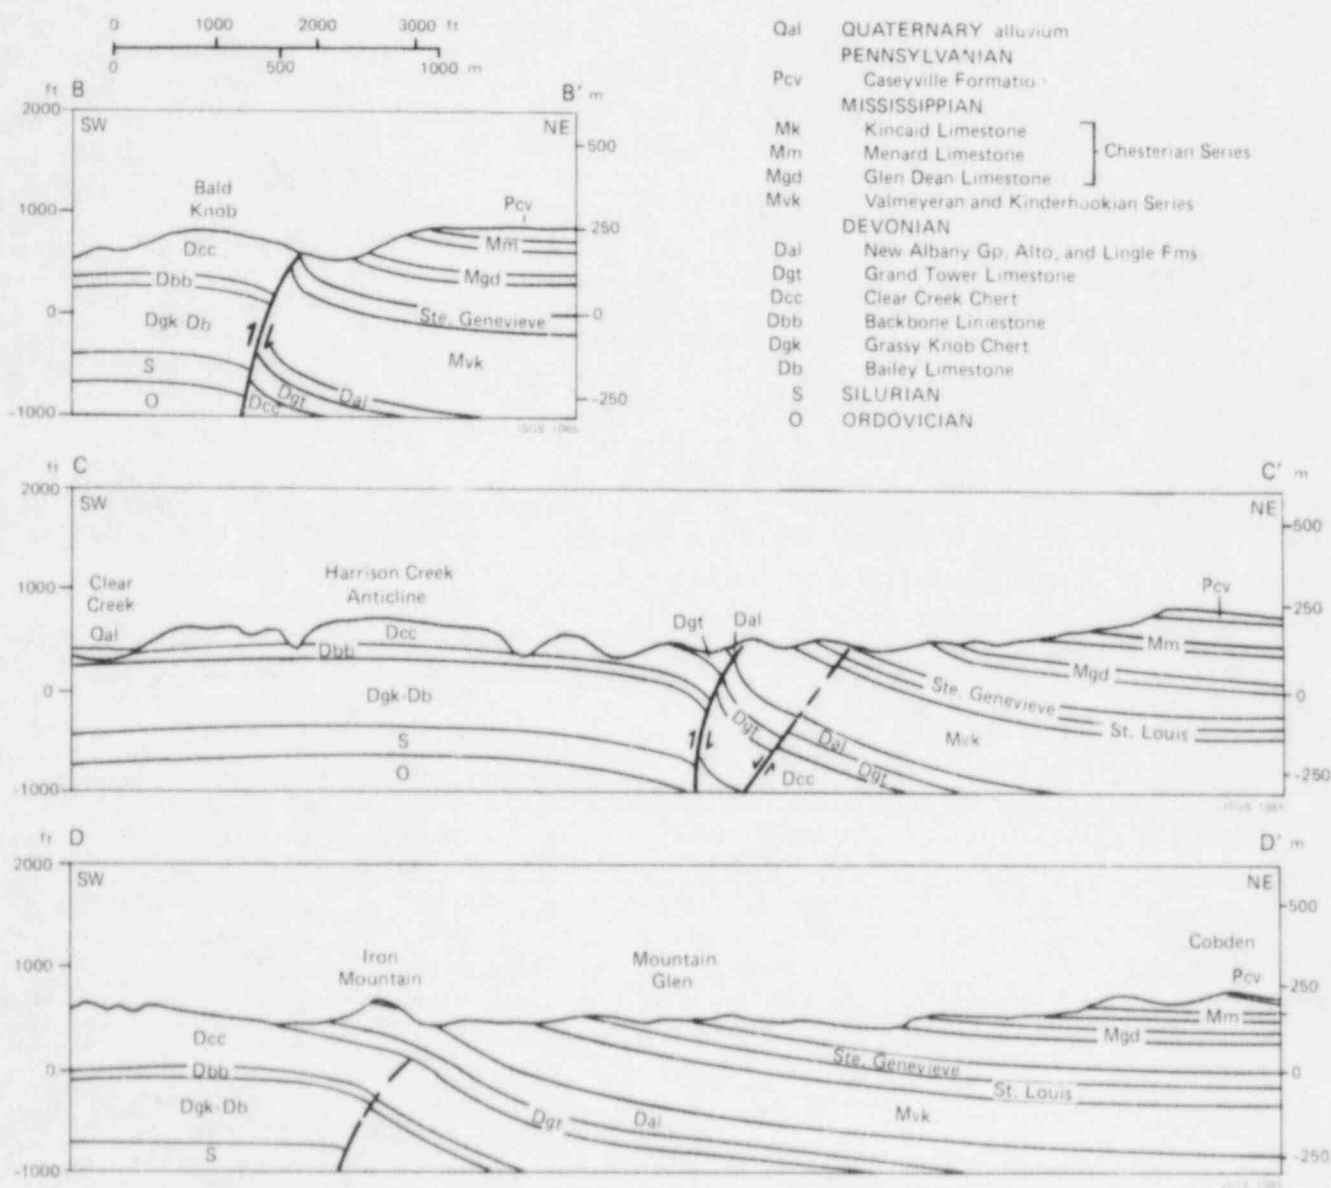 0 1000 2000 3000 ft
0 500 1000 m
Qal QUATERNARY alluvium
PENNSYLVANIAN
Pcv Caseyville Formatio
MISSISSIPPIAN
Mk Kincaid Limestone
Mm Menard Limestone
Mgd Glen Dean Limestone
Chesterian Series
Mvk Valmeyeran and Kinderhookian Series
DEVONIAN
Dal New Albany Gp, Alto, and Lingle Fms
Dgt Grand Tower Limestone
Dcc Clear Creek Chert
Dbb Backbone Limestone
Dgk Grassy Knob Chert
Db Bailey Limestone
S SILURIAN
O ORDOVICIAN
ft B B' m
2000
SW NE
500
Bald
Knob
1000
Pcv
250
Dcc
Mm
Dbb
Mgd
0
Ste. Genevieve
0
Dgk-Db
Mvk
S
Dgt
Dal
O
Dcc
-250
-1000
ISGS 1985
ft C C' m
2000
SW NE
500
1000
Clear
Creek
Harrison Creek
Anticline
Pcv
250
Qal
Dcc
Dgt
Dal
Dbb
Mm
Mgd
0
Dgk-Db
Ste. Genevieve
0
Dgt
St. Louis
S
Dal
Mvk
O
Dgt
Dcc
-250
-1000
ISGS 1985
ft D D' m
2000
SW NE
500
Iron
Mountain
Mountain
Glen
Cobden
1000
Pcv
250
Mm
Dcc
Mgd
0
Dbb
Ste. Genevieve
0
St. Louis
Dgk-Db
Dgt
Dal
Mvk
S
-250
-1000